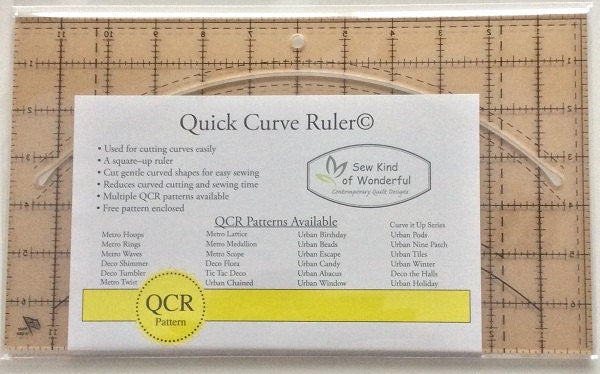 Quick Curve Ruler©
• Used for cutting curves easily
• A square-up ruler
• Cut gentle curved shapes for easy sewing
• Reduces curved cutting and sewing time
• Multiple QCR patterns available
• Free pattern enclosed
Sew Kind
of Wonderful
Contemporary Quilt Designs
QCR Patterns Available
Metro Hoops
Metro Rings
Metro Waves
Deco Shimmer
Deco Tumbler
Metro Twist
Metro Lattice
Metro Medallion
Metro Scope
Deco Flora
Tic Tac Deco
Urban Chained
Urban Birthday
Urban Beads
Urban Escape
Urban Candy
Urban Abacus
Urban Window
Curve it Up Series
Urban Pods
Urban Nine Patch
Urban Tiles
Urban Winter
Deco the Halls
Urban Holiday
QCR
Pattern